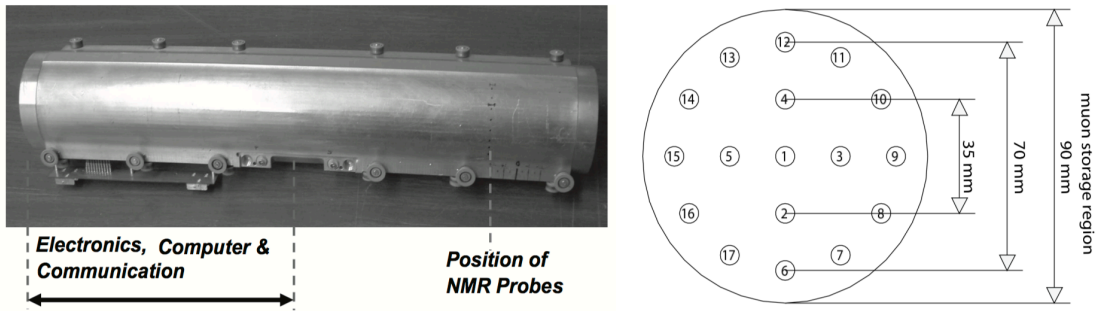 Electronics, Computer &
Communication
Position of
NMR Probes
12
13
11
14
4
10
15
5
1
3
9
16
2
8
17
7
6
35 mm
70 mm
muon storage region
90 mm